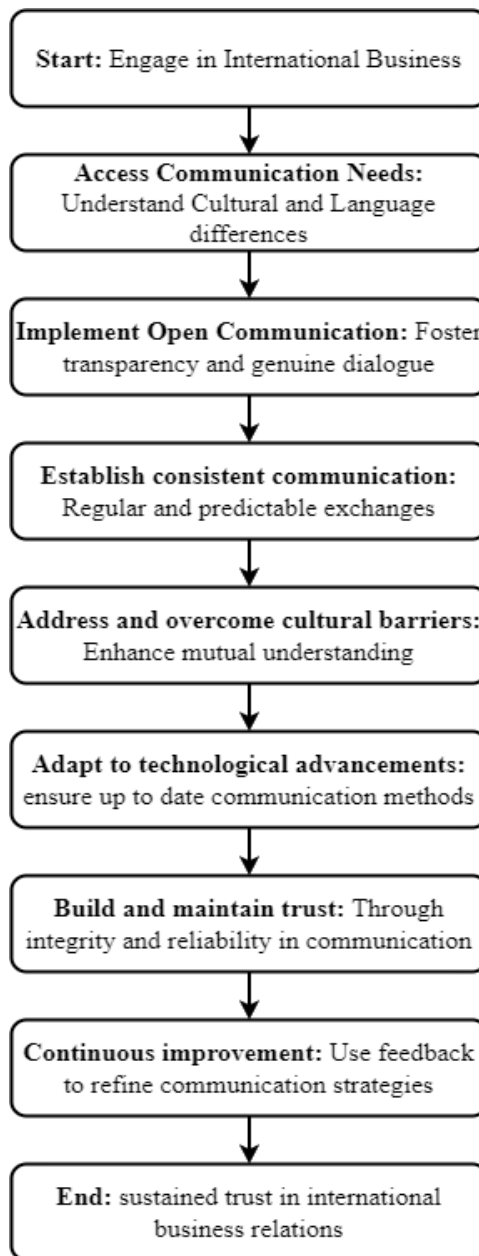 Start: Engage in International Business
Access Communication Needs:
Understand Cultural and Language
differences
Implement Open Communication: Foster
transparency and genuine dialogue
Establish consistent communication:
Regular and predictable exchanges
Address and overcome cultural barriers:
Enhance mutual understanding
Adapt to technological advancements:
ensure up to date communication methods
Build and maintain trust: Through
integrity and reliability in communication
Continuous improvement: Use feedback
to refine communication strategies
End: sustained trust in international
business relations